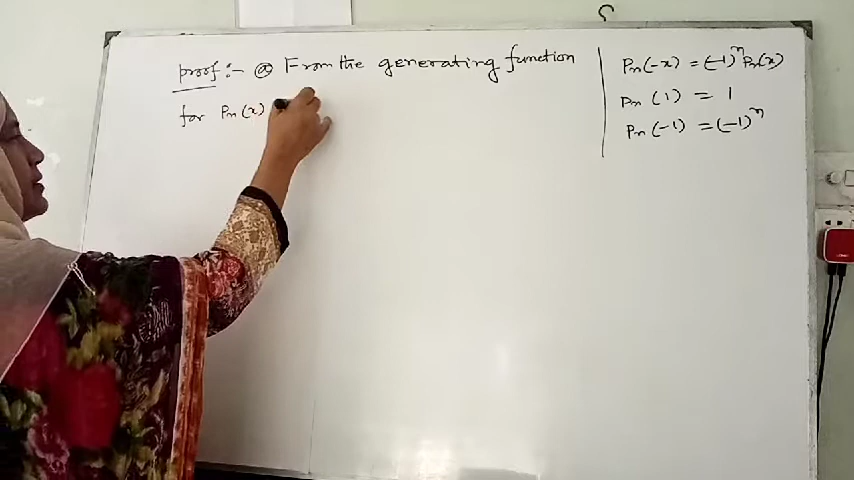 proof :- ⓐ From the generating function
for Pn(x)
Pn(-x) = (-1)^n Pn(x)
Pn(1) = 1
Pn(-1) = (-1)^n